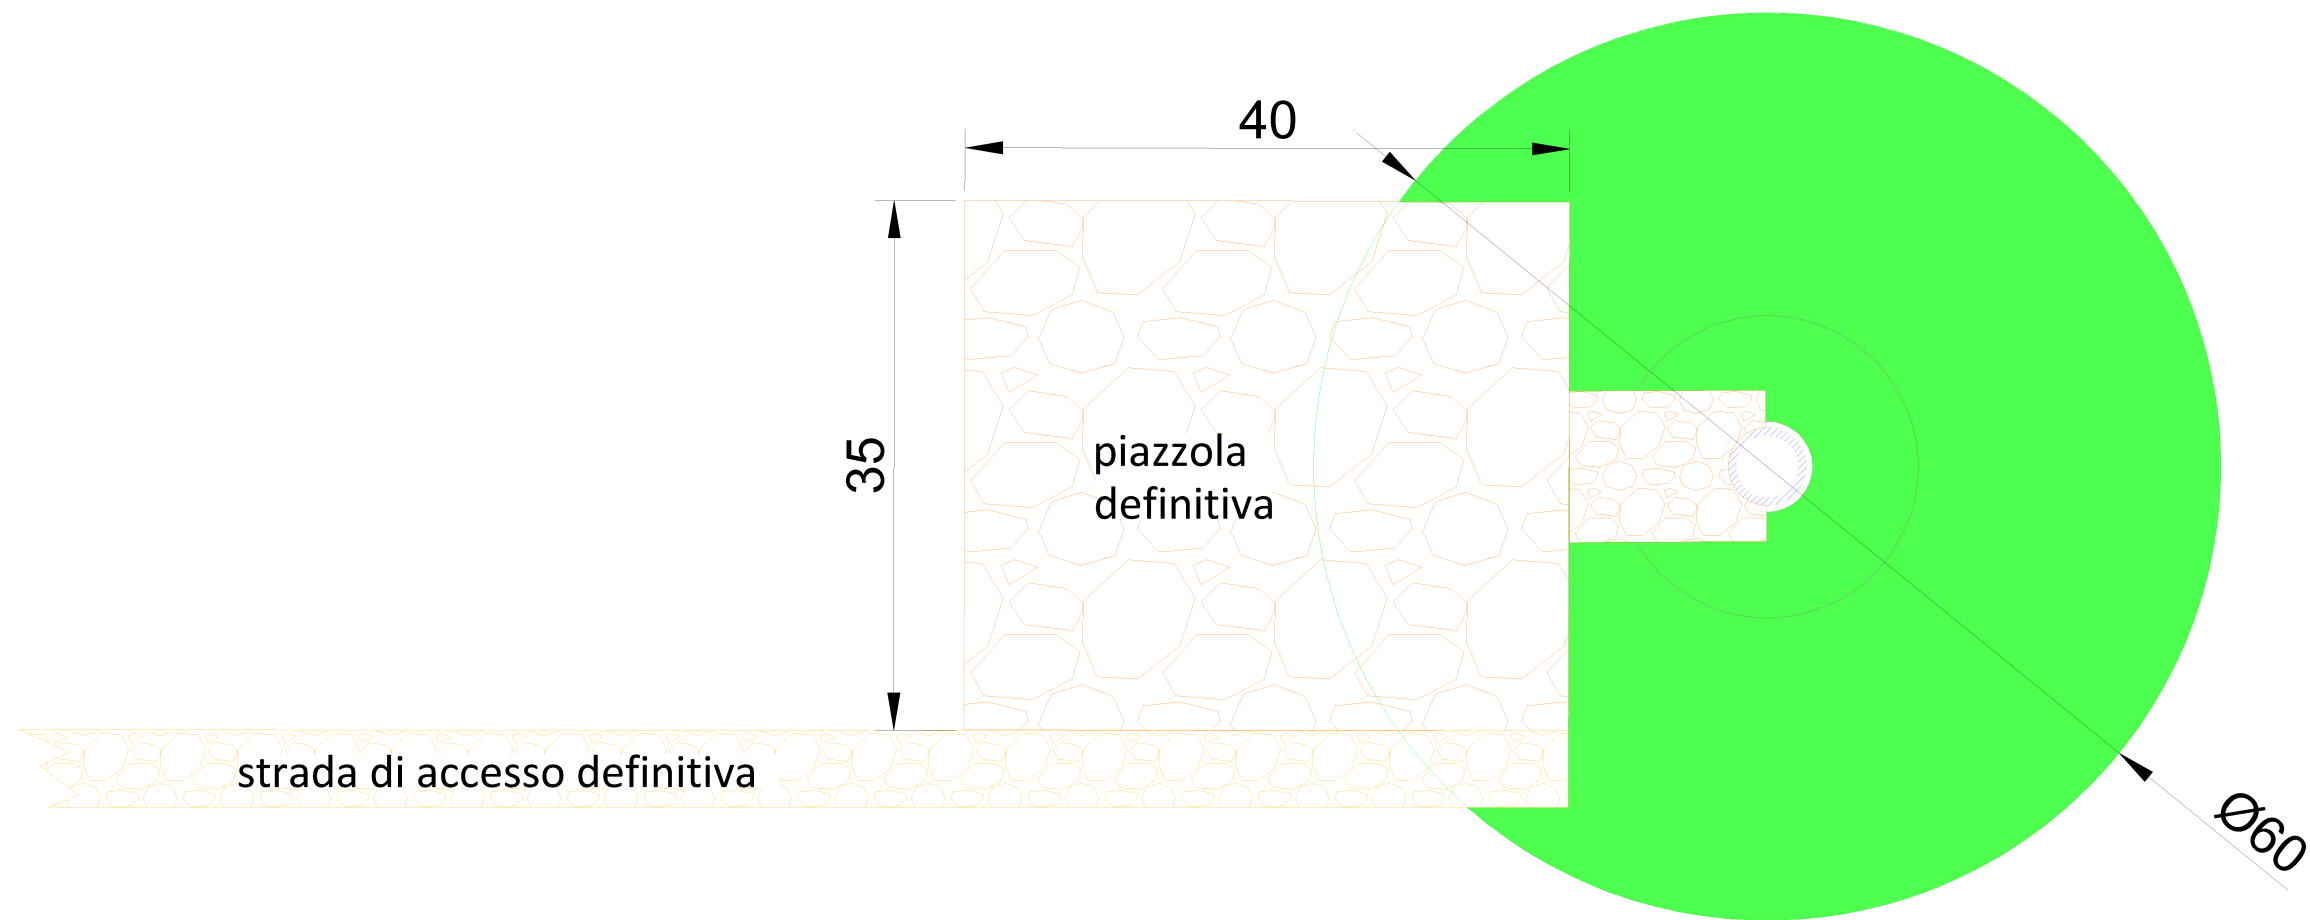 40
35
piazzola
definitiva
strada di accesso definitiva
Ø60